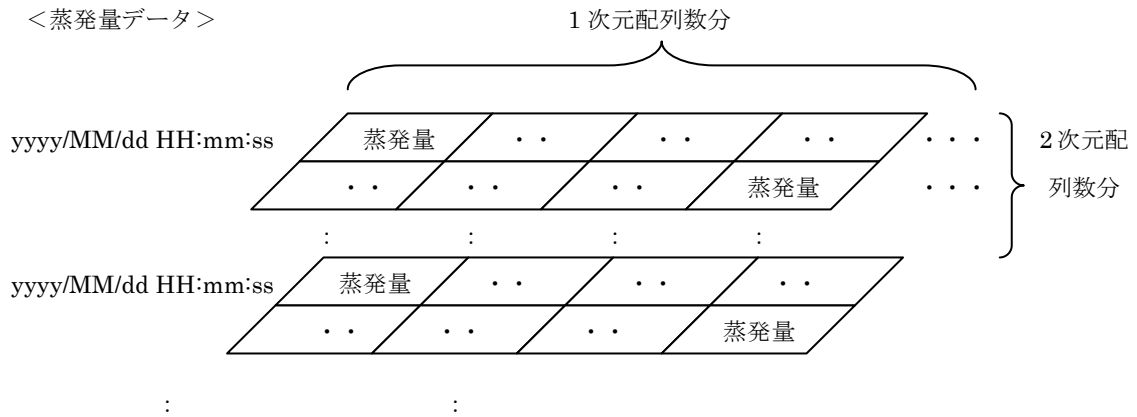 <蒸発量データ>
1次元配列数分
yyyy/MM/dd HH:mm:ss 蒸発量 ・・ ・・ ・・ ・・・ 2次元配
・・ ・・ ・・ 蒸発量 ・・・ 列数分
: : : :
yyyy/MM/dd HH:mm:ss 蒸発量 ・・ ・・ ・・
・・ ・・ ・・ 蒸発量
: :